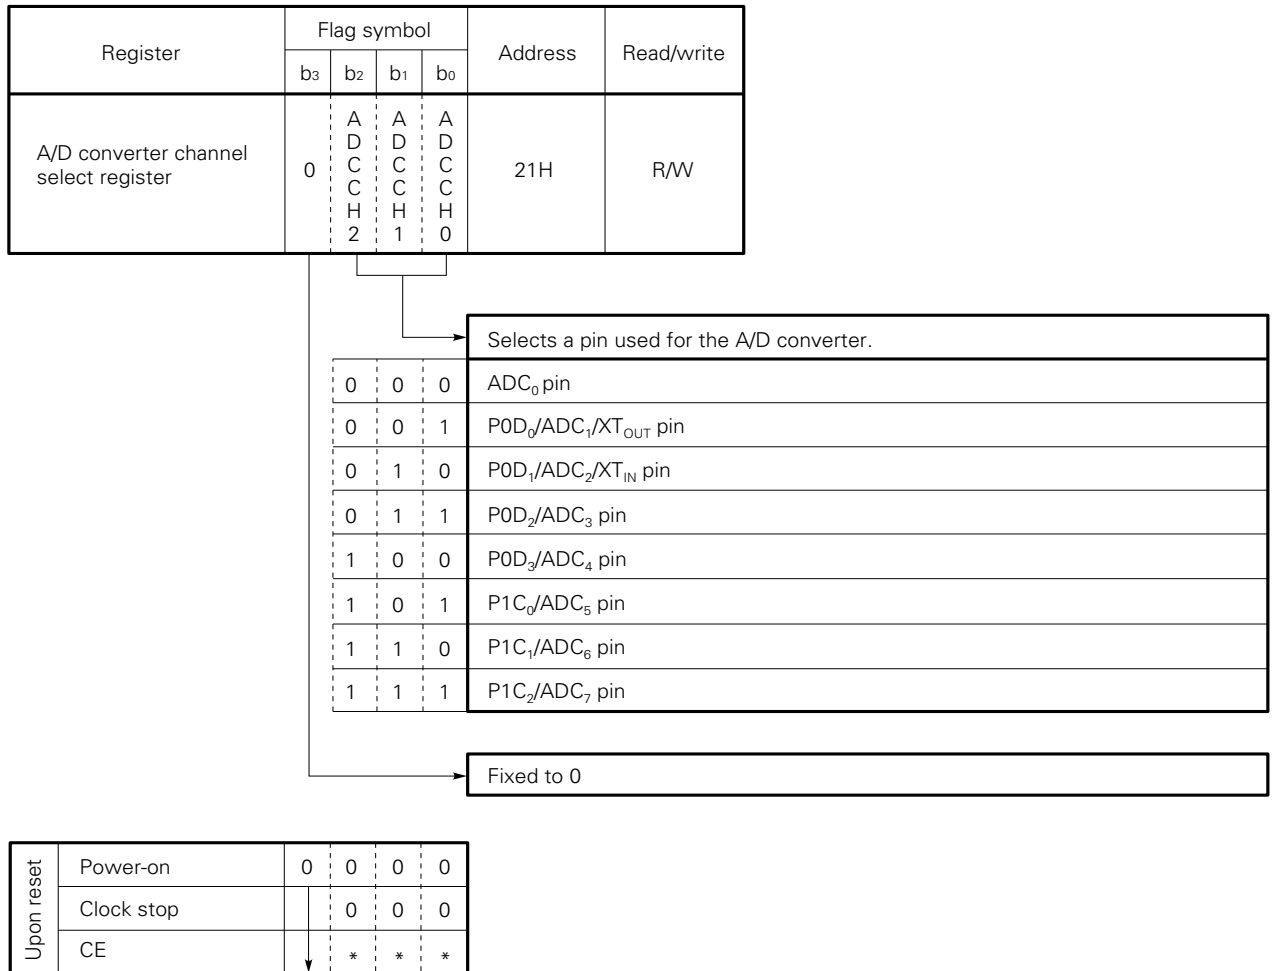 Register Flag symbol Address Read/write
b3 b2 b1 b0
A/D converter channel select register 0 ADCCH2 ADCCH1 ADCCH0 21H R/W
Selects a pin used for the A/D converter.
0 0 0 ADC0 pin
0 0 1 P0D0/ADC1/XTOUT pin
0 1 0 P0D1/ADC2/XTIN pin
0 1 1 P0D2/ADC3 pin
1 0 0 P0D3/ADC4 pin
1 0 1 P1C0/ADC5 pin
1 1 0 P1C1/ADC6 pin
1 1 1 P1C2/ADC7 pin
Fixed to 0
Upon reset
Power-on 0 0 0 0
Clock stop 0 0 0
CE * * *